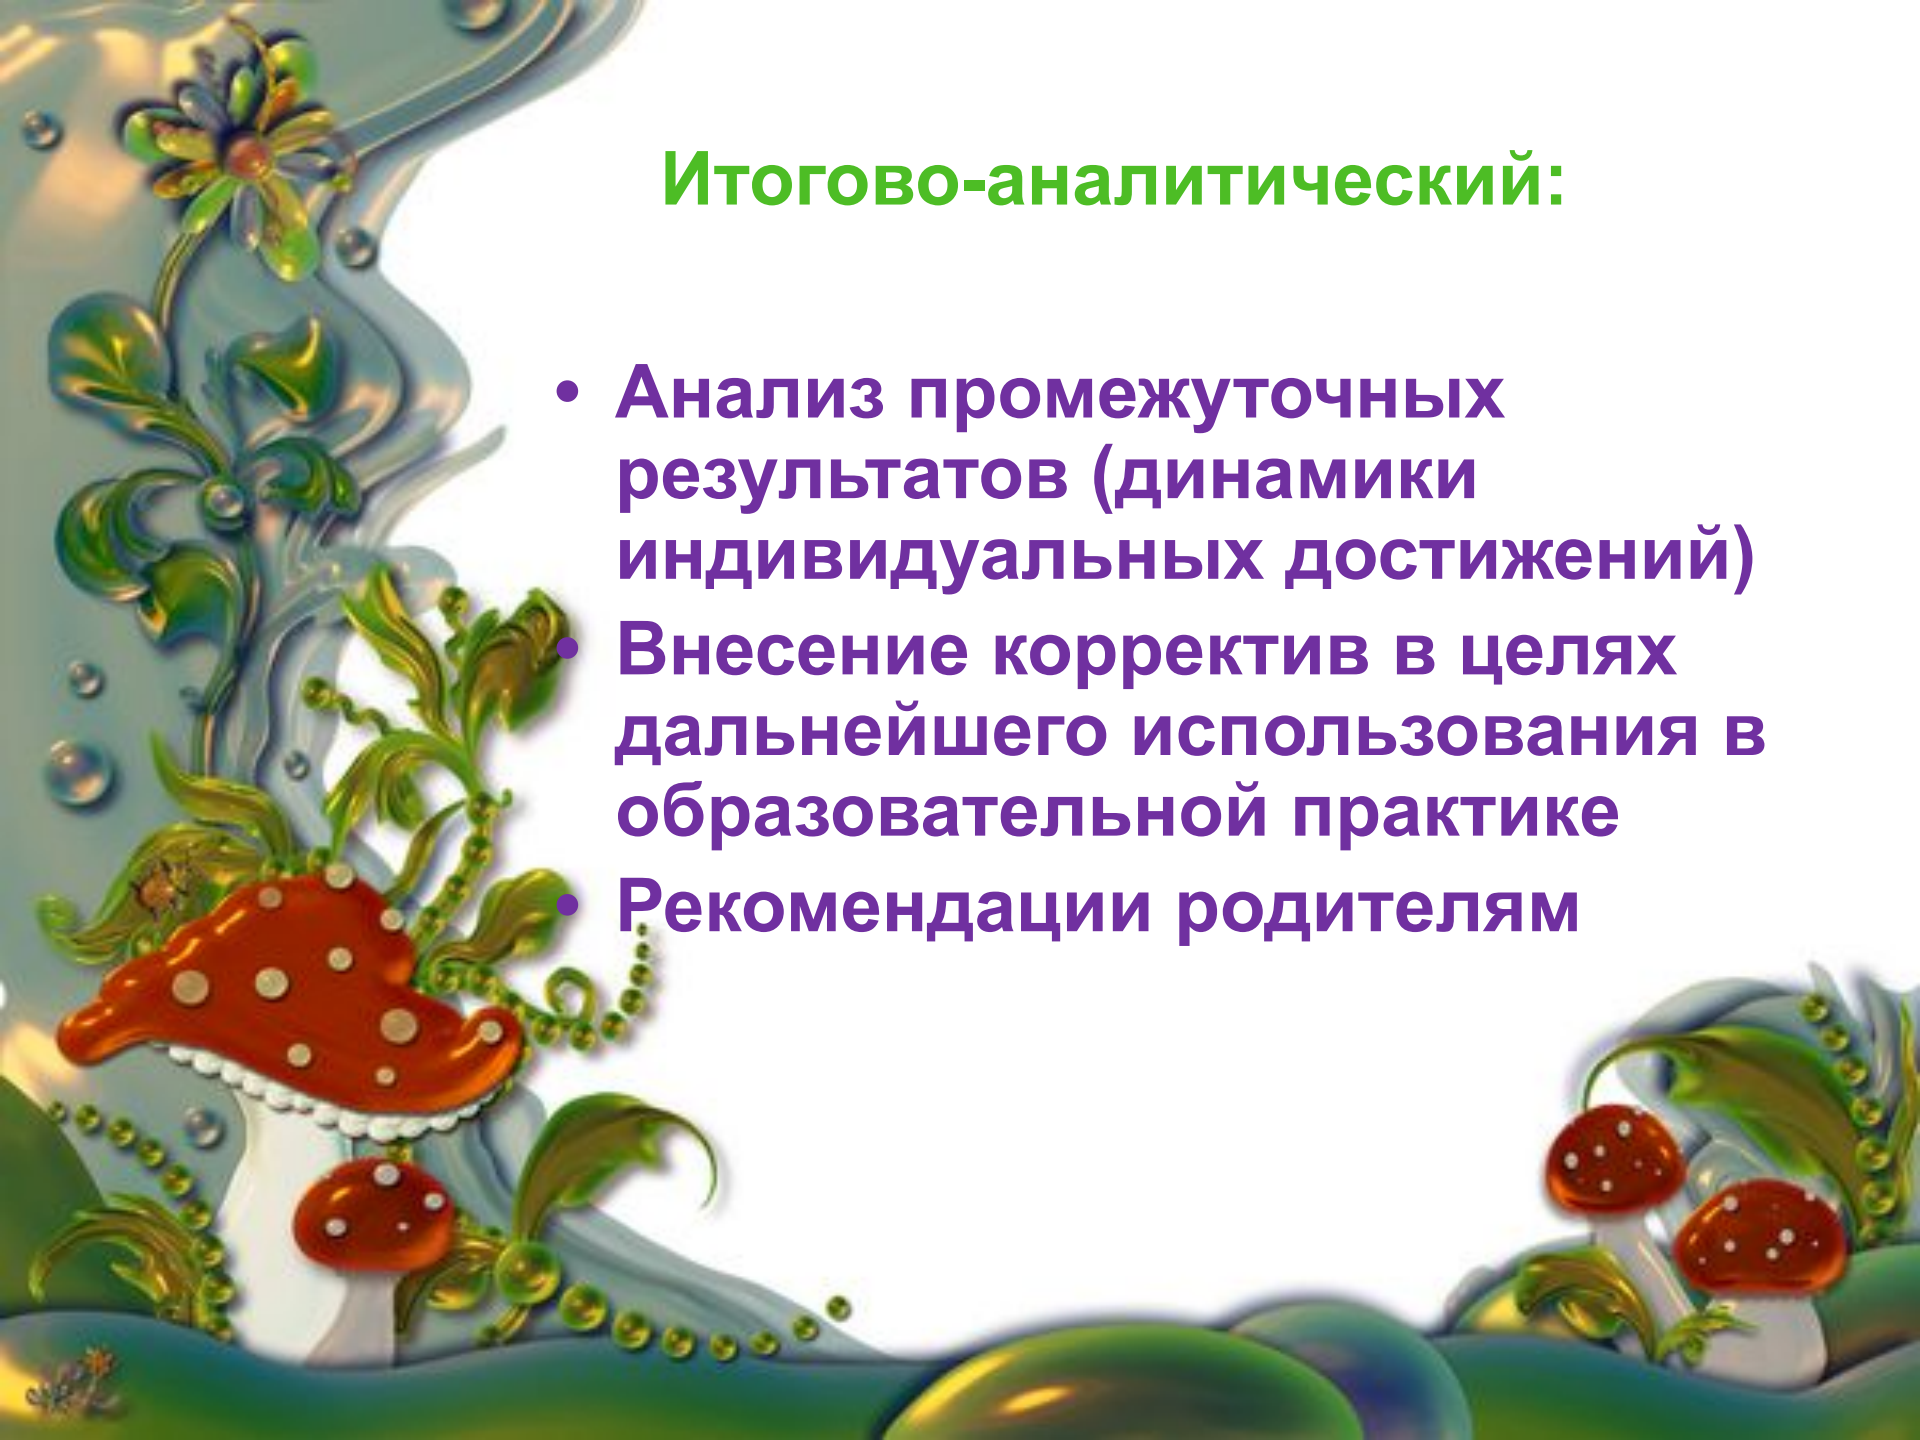 Итогово-аналитический:
• Анализ промежуточных
результатов (динамики
индивидуальных достижений)
• Внесение корректив в целях
дальнейшего использования в
образовательной практике
• Рекомендации родителям